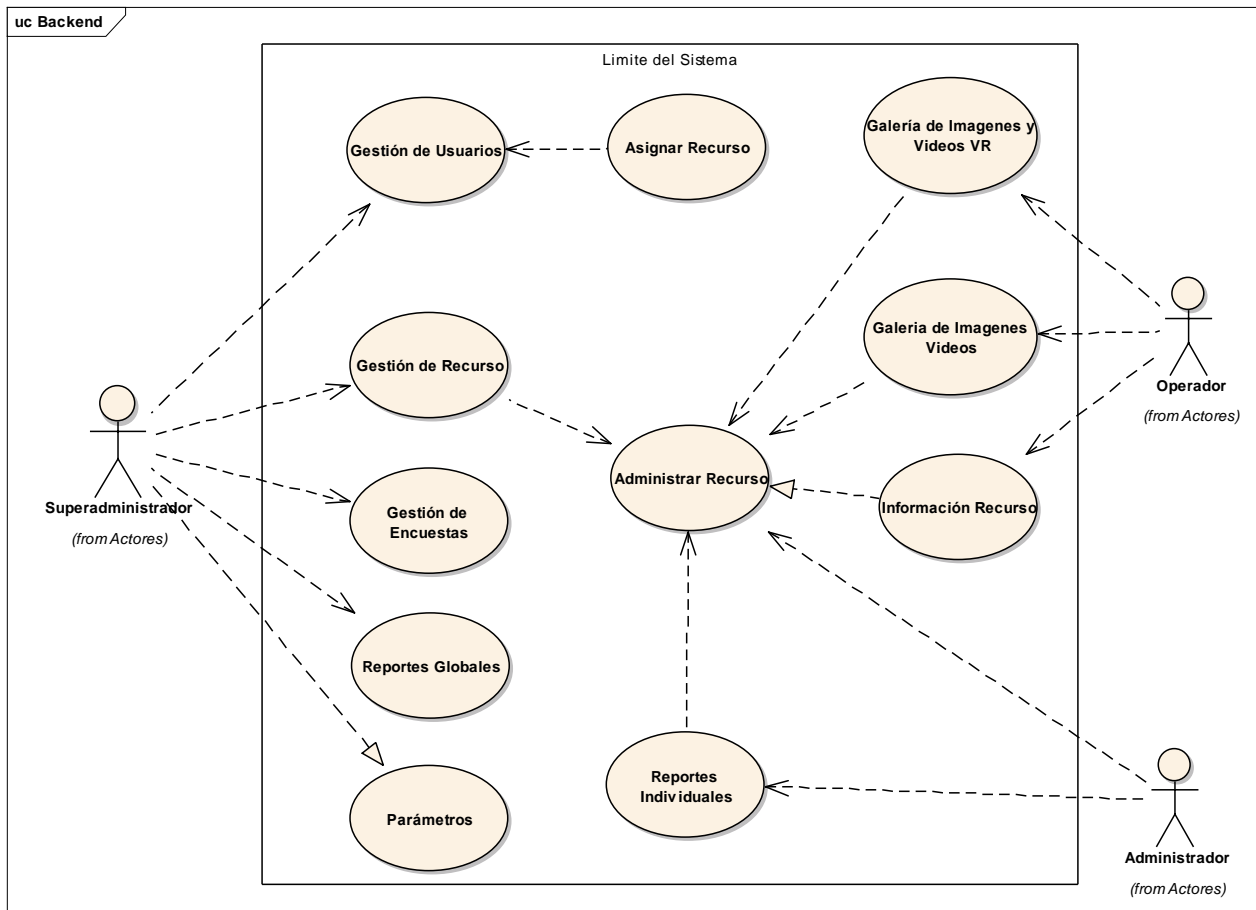 uc Backend
Limite del Sistema
Gestión de Usuarios
Asignar Recurso
Galería de Imagenes y
Videos VR
Gestión de Recurso
Galeria de Imagenes
Videos
Operador
(from Actores)
Superadministrador
(from Actores)
Administrar Recurso
Gestión de
Encuestas
Información Recurso
Reportes Globales
Reportes
Individuales
Parámetros
Administrador
(from Actores)